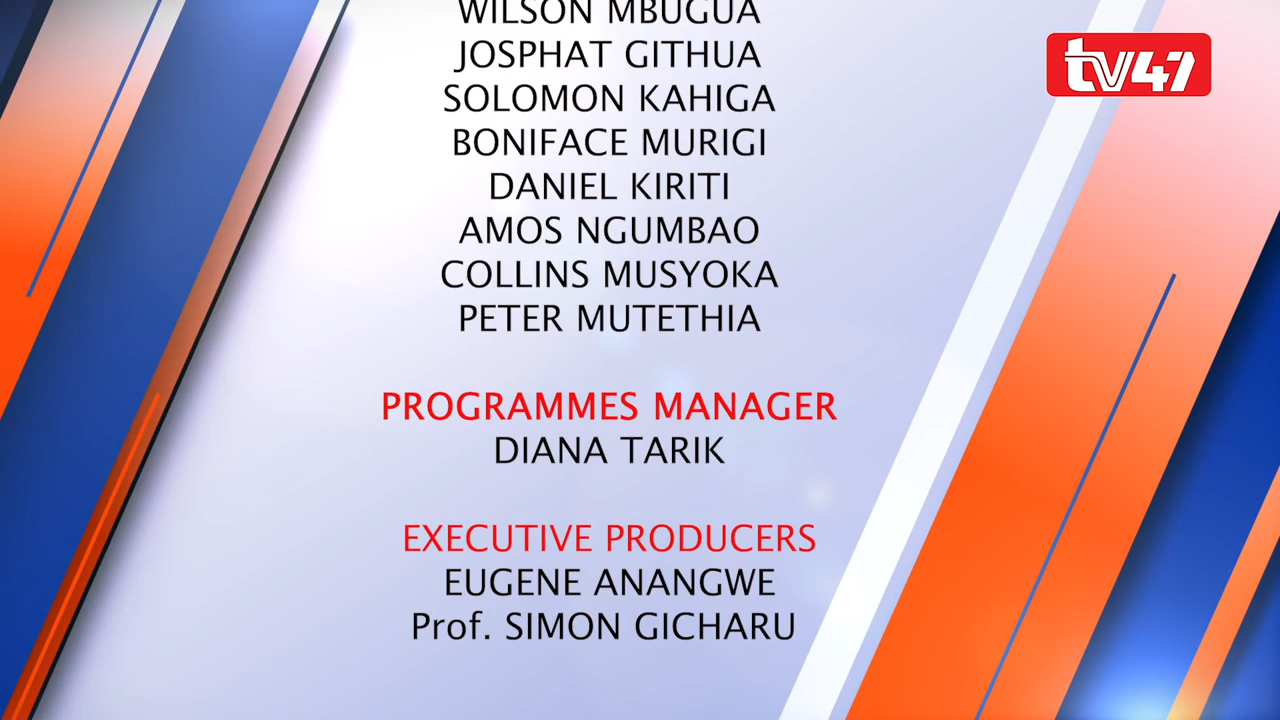 WILSON MBUGUA
tv47
JOSPHAT GITHUA
SOLOMON KAHIGA
BONIFACE MURIGI
DANIEL KIRITI
AMOS NGUMBAO
COLLINS MUSYOKA
PETER MUTETHIA
PROGRAMMES MANAGER
DIANA TARIK
EXECUTIVE PRODUCERS
EUGENE ANANGWE
Prof. SIMON GICHARU